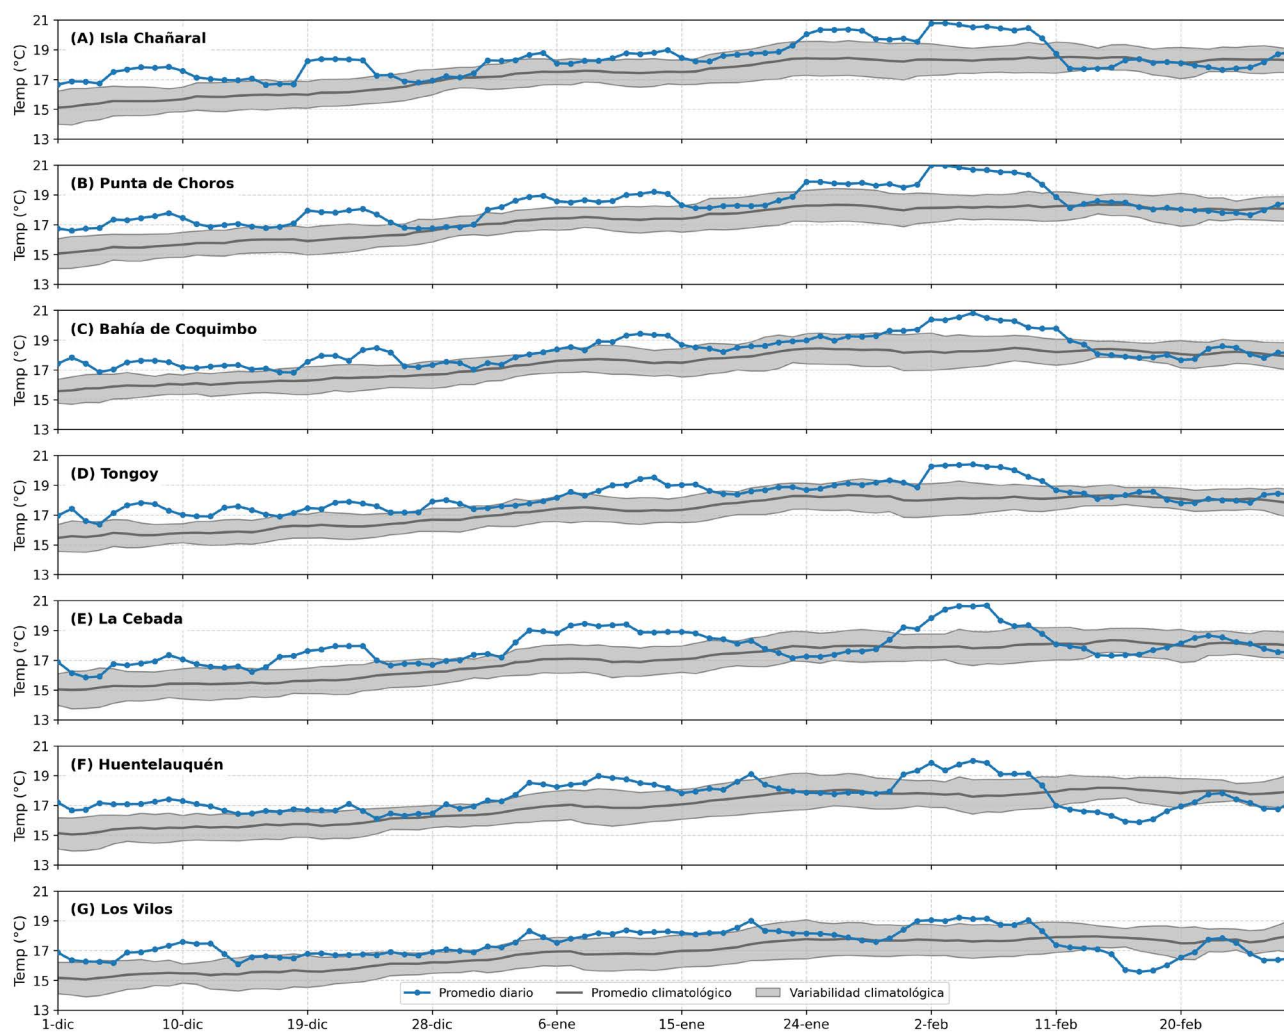 (A) Isla Chañaral
Temp (°C)
21
19
17
15
13
(B) Punta de Choros
Temp (°C)
21
19
17
15
13
(C) Bahía de Coquimbo
Temp (°C)
21
19
17
15
13
(D) Tongoy
Temp (°C)
21
19
17
15
13
(E) La Cebada
Temp (°C)
21
19
17
15
13
(F) Huentelauquén
Temp (°C)
21
19
17
15
13
(G) Los Vilos
Temp (°C)
21
19
17
15
13
Promedio diario Promedio climatológico Variabilidad climatológica
1-dic 10-dic 19-dic 28-dic 6-ene 15-ene 24-ene 2-feb 11-feb 20-feb